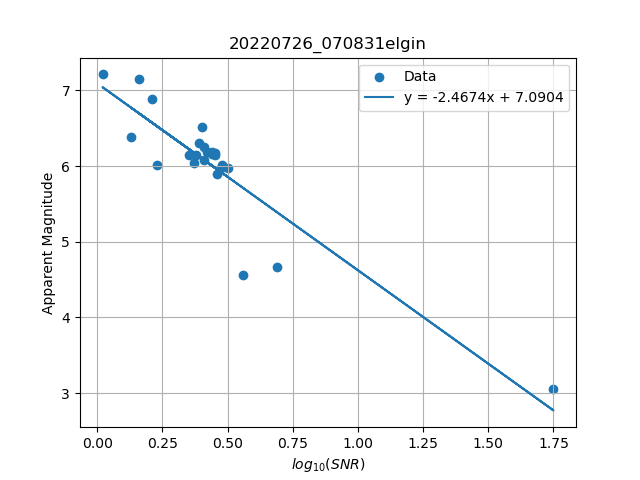 20220726_070831elgin
Data
y = -2.4674x + 7.0904
Apparent Magnitude
7
6
5
4
3
0.00 0.25 0.50 0.75 1.00 1.25 1.50 1.75
log10(SNR)